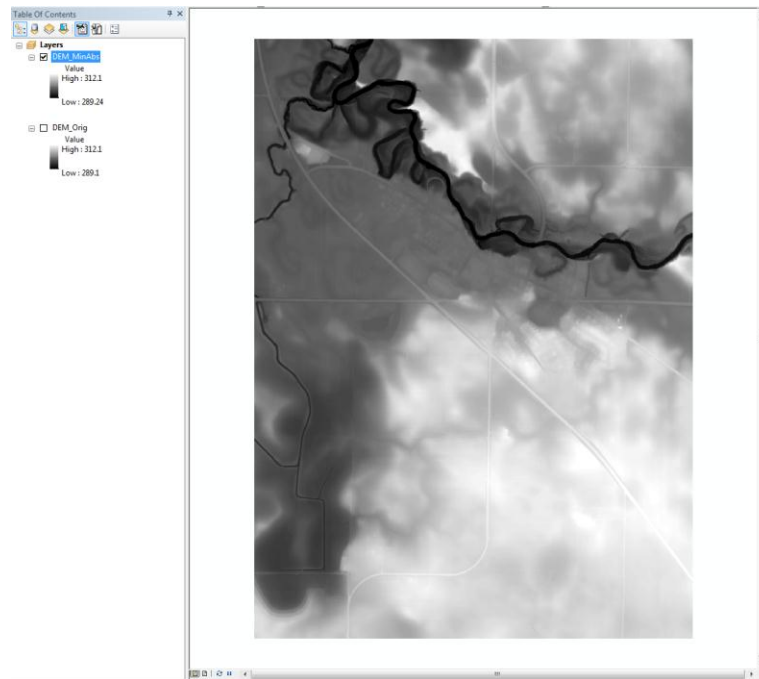 Table Of Contents
Layers
DEM_MinAbs
Value
High : 312.1
Low : 289.24
DEM_Orig
Value
High : 312.1
Low : 289.1